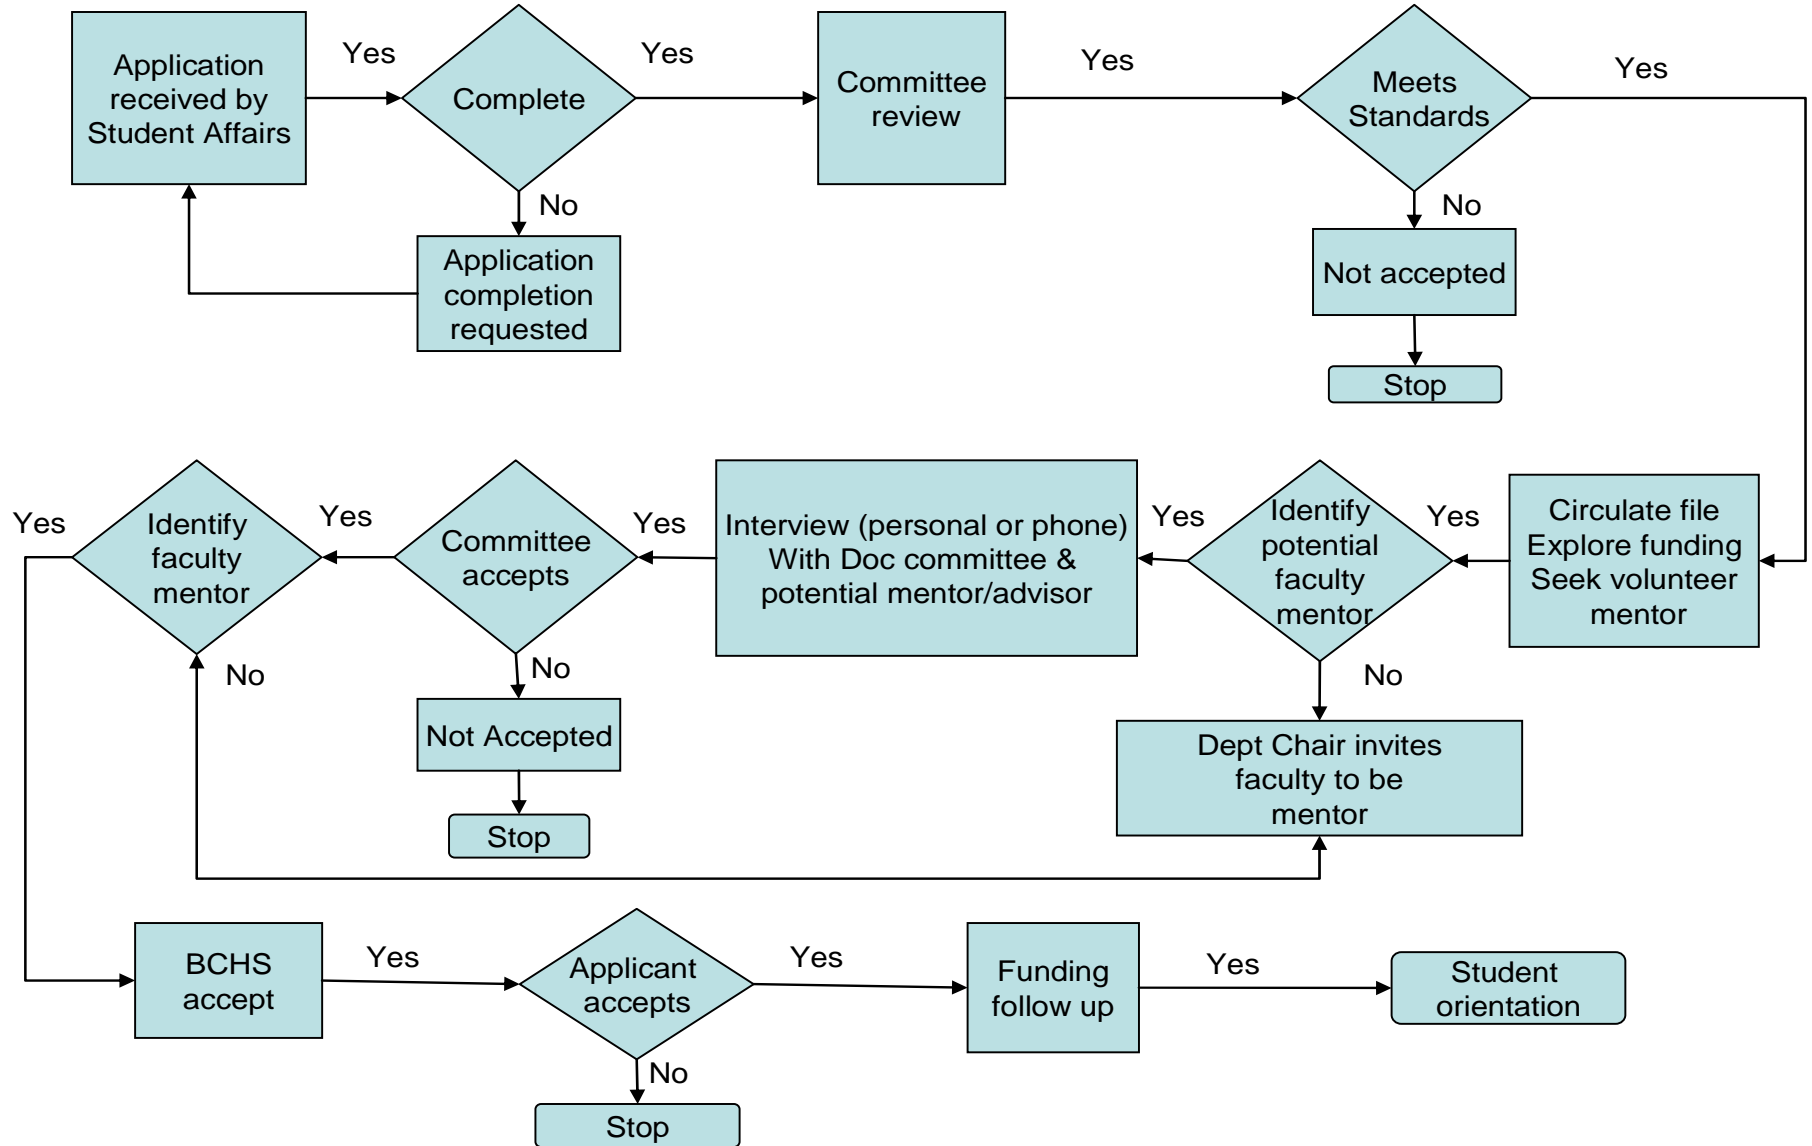 Application
received by
Student Affairs
Yes
Complete
Yes
Committee
review
Yes
Meets
Standards
Yes
No
Application
completion
requested
No
Not accepted
Stop
Yes
Identify
faculty
mentor
Yes
Committee
accepts
Yes
Interview (personal or phone)
With Doc committee &
potential mentor/advisor
Yes
Identify
potential
faculty
mentor
Yes
Circulate file
Explore funding
Seek volunteer
mentor
No
No
Not Accepted
Stop
No
Dept Chair invites
faculty to be
mentor
BCHS
accept
Yes
Applicant
accepts
Yes
Funding
follow up
Yes
Student
orientation
No
Stop